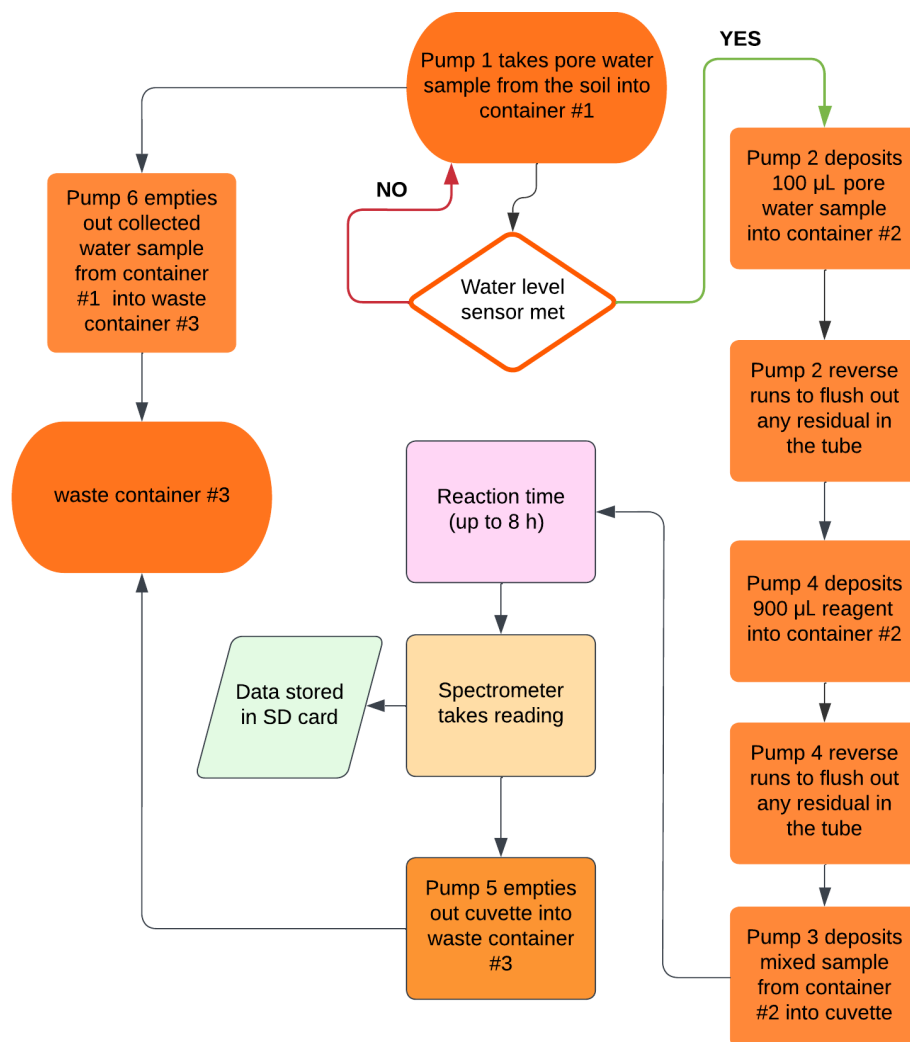 Pump 1 takes pore water
sample from the soil into
container #1
YES
NO
Water level
sensor met
Pump 6 empties
out collected
water sample
from container
#1 into waste
container #3
waste container #3
Pump 2 deposits
100 µL pore
water sample
into container #2
Pump 2 reverse
runs to flush out
any residual in
the tube
Pump 4 deposits
900 µL reagent
into container #2
Pump 4 reverse
runs to flush out
any residual in
the tube
Pump 3 deposits
mixed sample
from container
#2 into cuvette
Reaction time
(up to 8 h)
Spectrometer
takes reading
Data stored
in SD card
Pump 5 empties
out cuvette into
waste container
#3